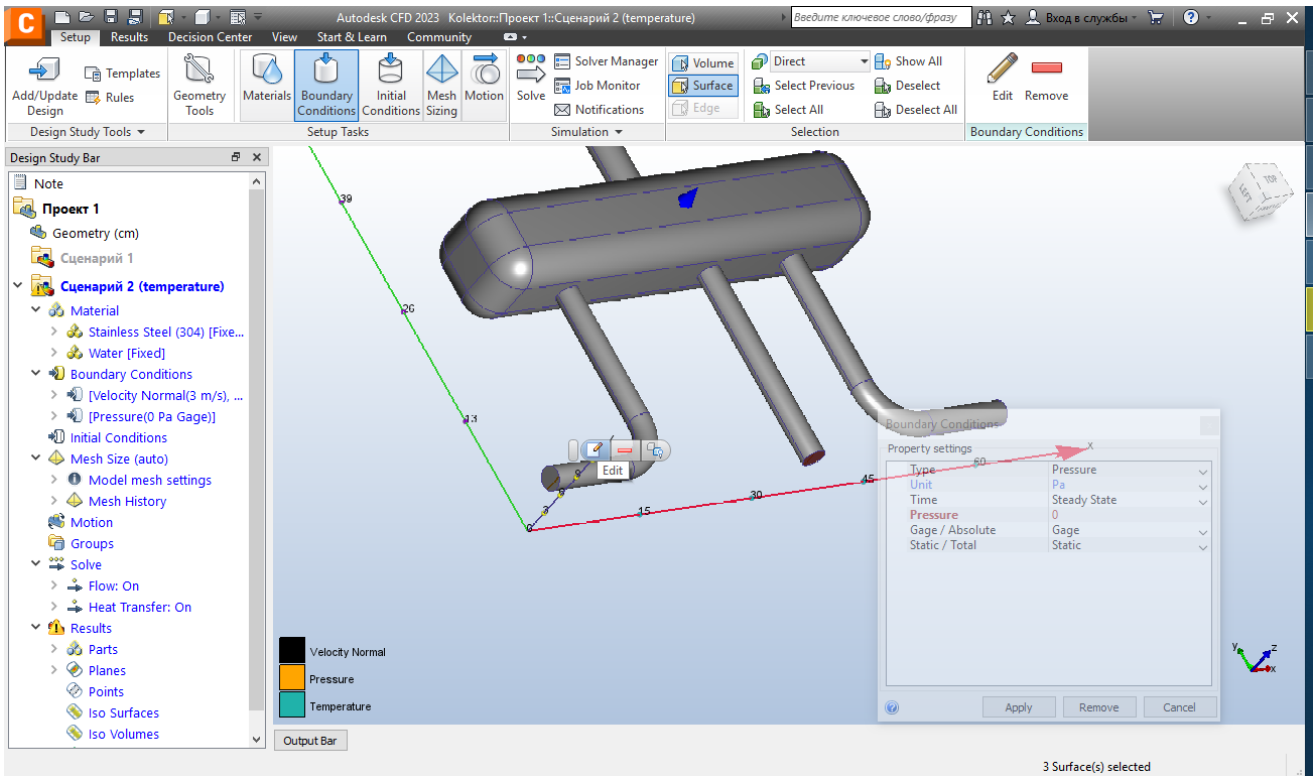 C
Autodesk CFD 2023 Kolektor::Проект 1::Сценарий 2 (temperature)
Введите ключевое слово/фразу
Вход в службы
Setup Results Decision Center View Start & Learn Community
Add/Update Design
Templates
Rules
Geometry Tools
Materials
Boundary Conditions
Initial Conditions
Mesh Sizing
Motion
Solve
Solver Manager
Job Monitor
Notifications
Volume
Surface
Edge
Direct
Select Previous
Select All
Show All
Deselect
Deselect All
Edit
Remove
Design Study Tools
Setup Tasks
Simulation
Selection
Boundary Conditions
Design Study Bar
Note
Проект 1
Geometry (cm)
Сценарий 1
Сценарий 2 (temperature)
Material
Stainless Steel (304) [Fixe...
Water [Fixed]
Boundary Conditions
[Velocity Normal(3 m/s), ...
[Pressure(0 Pa Gage)]
Initial Conditions
Mesh Size (auto)
Model mesh settings
Mesh History
Motion
Groups
Solve
Flow: On
Heat Transfer: On
Results
Parts
Planes
Points
Iso Surfaces
Iso Volumes
39
26
13
TOP
LEFT
Edit
0
3
6
9
15
30
45
60
x
Boundary Conditions
Property settings
Type Pressure
Unit Pa
Time Steady State
Pressure 0
Gage / Absolute Gage
Static / Total Static
Apply
Remove
Cancel
Velocity Normal
Pressure
Temperature
Y
Z
X
Output Bar
3 Surface(s) selected